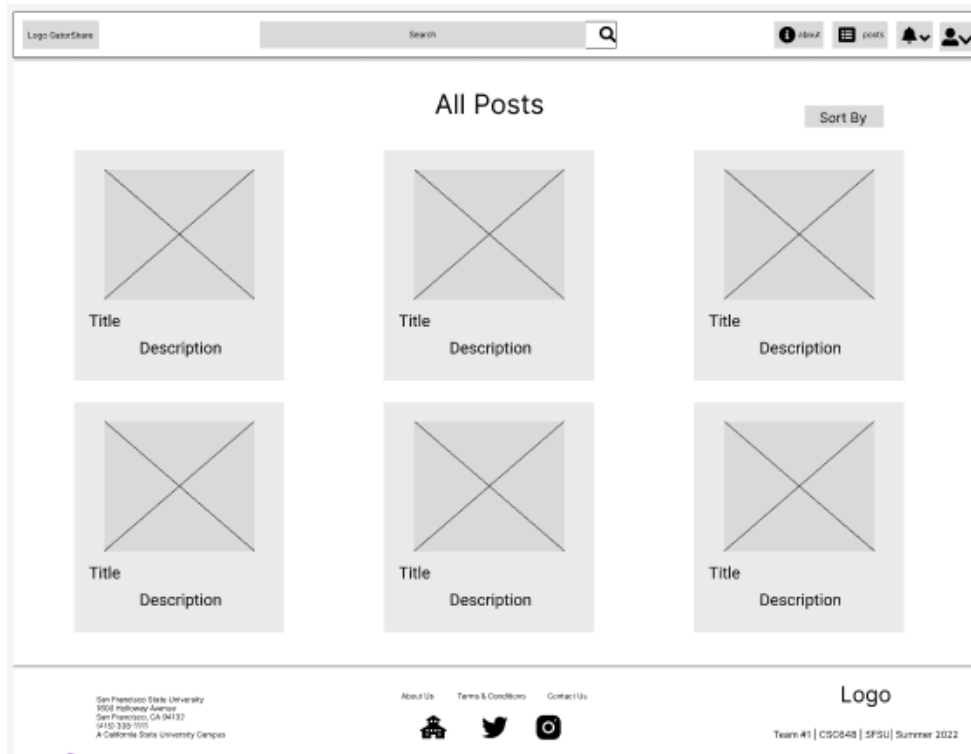 Logo GatorShare
Search
about
posts
All Posts
Sort By
Title
Description
Title
Description
Title
Description
Title
Description
Title
Description
Title
Description
San Francisco State University
1600 Holloway Avenue
San Francisco, CA 94132
A California State University Campus
About Us
Terms & Conditions
Contact Us
Logo
Team #1 | CSC648 | SFSU| Summer 2022